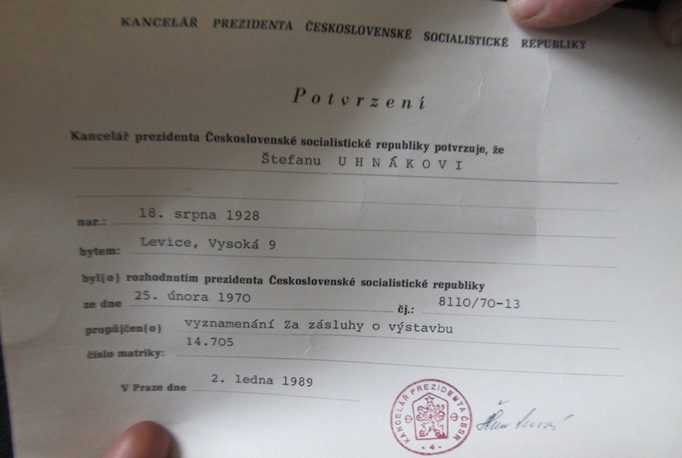 KANCELÁŘ PREZIDENTA ČESKOSLOVENSKÉ SOCIALISTICKÉ REPUBLIKY
Potvrzení
Kancelář prezidenta Československé socialistické republiky potvrzuje, že
Štefanu UHNÁKOVI
nar.: 18. srpna 1928
bytem: Levice, Vysoká 9
byl(o) rozhodnutím prezidenta Československé socialistické republiky
ze dne 25. února 1970 čj.: 8110/70-13
propůjčen(o) vyznamenání Za zásluhy o výstavbu
číslo matriky: 14.705
V Praze dne 2. ledna 1989
KANCELÁŘ PREZIDENTA ČSSR
- 4 -